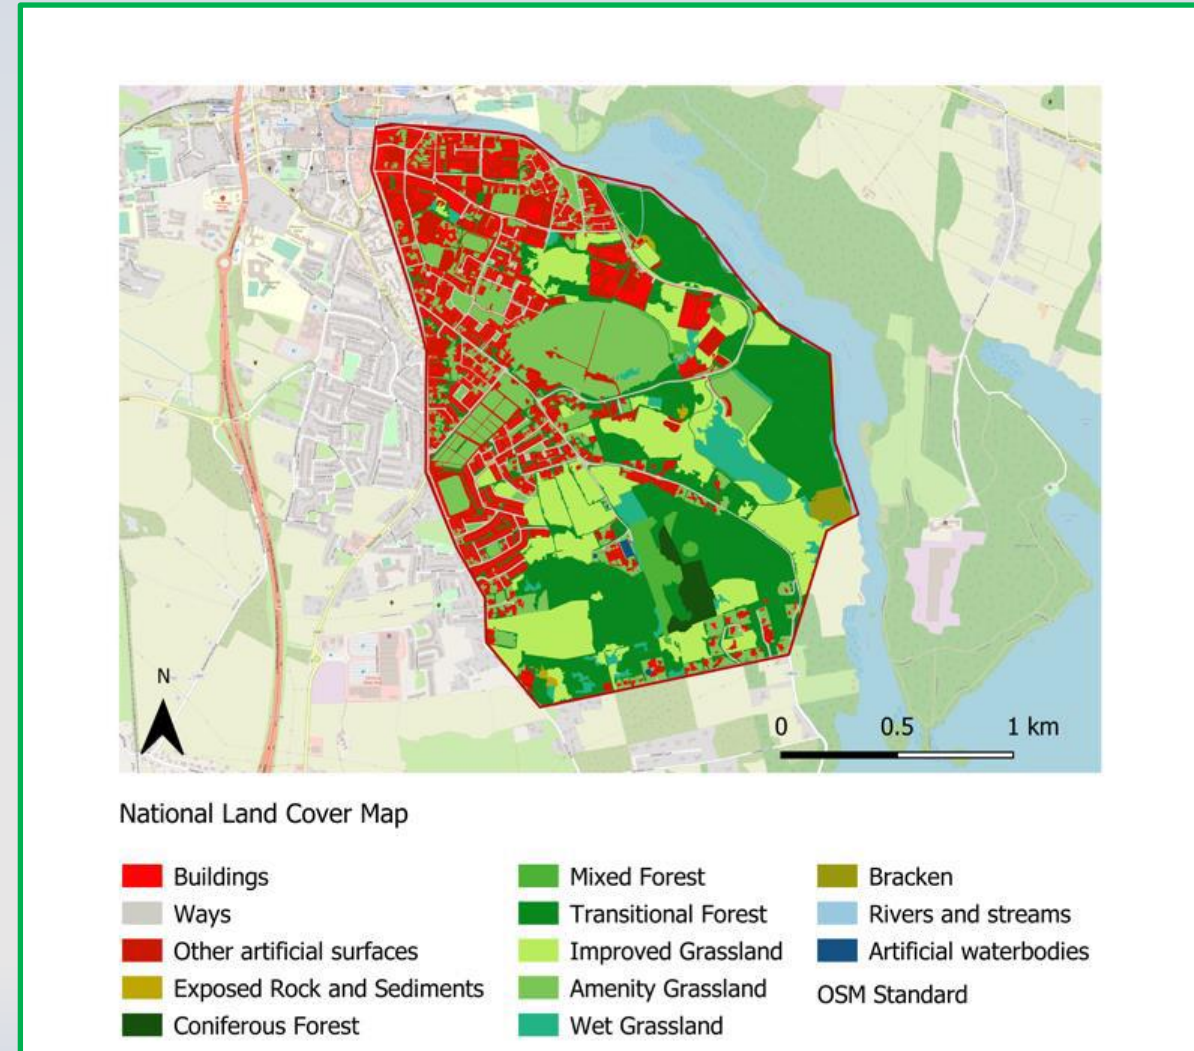 N
0 0.5 1 km
National Land Cover Map
Buildings
Ways
Other artificial surfaces
Exposed Rock and Sediments
Coniferous Forest
Mixed Forest
Transitional Forest
Improved Grassland
Amenity Grassland
Wet Grassland
Bracken
Rivers and streams
Artificial waterbodies
OSM Standard